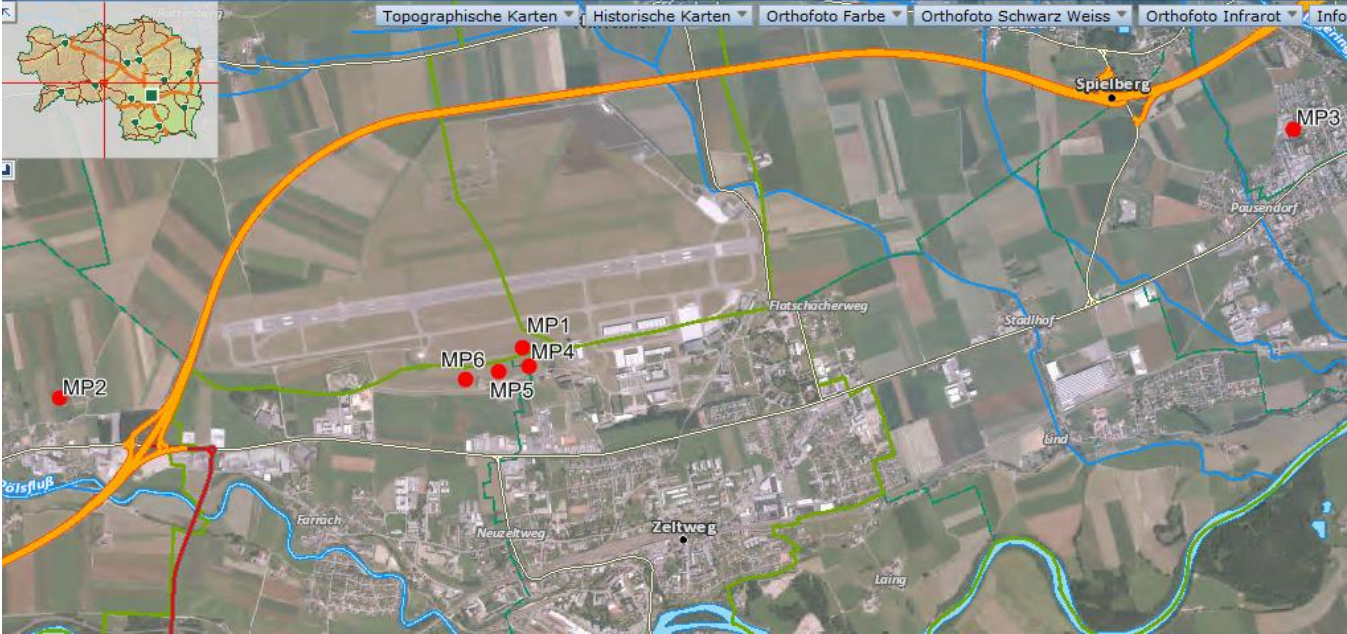 Topographische Karten Historische Karten Orthofoto Farbe Orthofoto Schwarz Weiss Orthofoto Infrarot Info
Spielberg
MP3
Pausendorf
Flatschacherweg
Stadlhof
MP1
MP4
MP6
MP5
MP2
Lind
Pölsfluß
Farrach
Neuzeltweg
Zeltweg
Laing